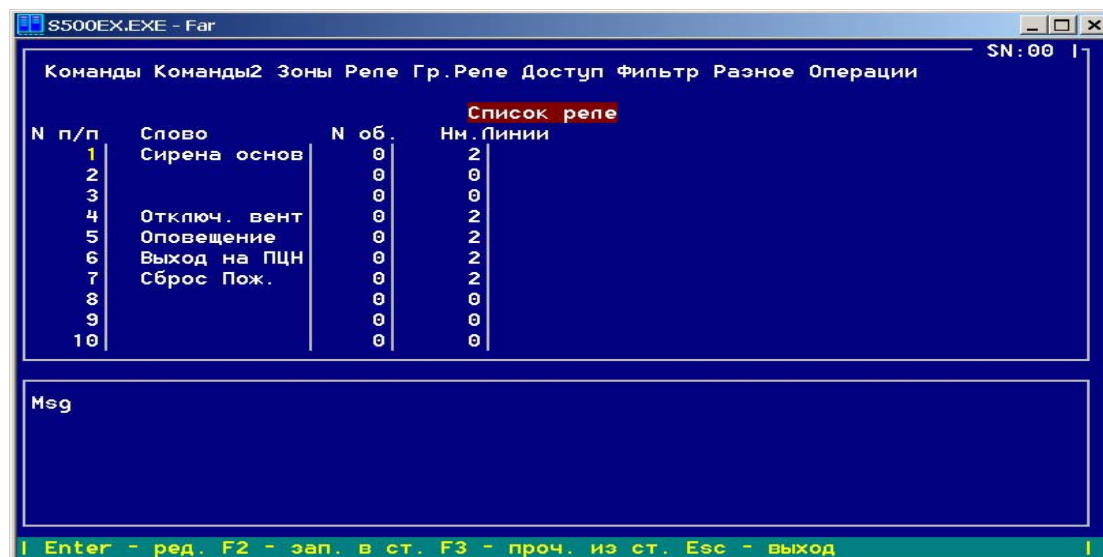 S500EX.EXE - Far
SN:00
Команды Команды2 Зоны Реле Гр.Реле Доступ Фильтр Разное Операции
Список реле
N п/п Слово N об. Нм.Линии
1 Сирена основ 0 2
2 0 0
3 0 0
4 Отключ. вент 0 2
5 Оповещение 0 2
6 Выход на ПЦН 0 2
7 Сброс Пож. 0 2
8 0 0
9 0 0
10 0 0
Msg
Enter - ред. F2 - зап. в ст. F3 - проч. из ст. Esc - выход